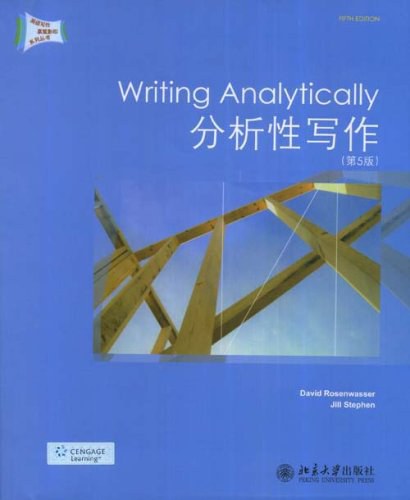 FIFTH EDITION
Writing Analytically
分析性写作
(第5版)
David Rosenwasser
Jill Stephen
CENGAGE
Learning™
北京大学出版社
PEKING UNIVERSITY PRESS